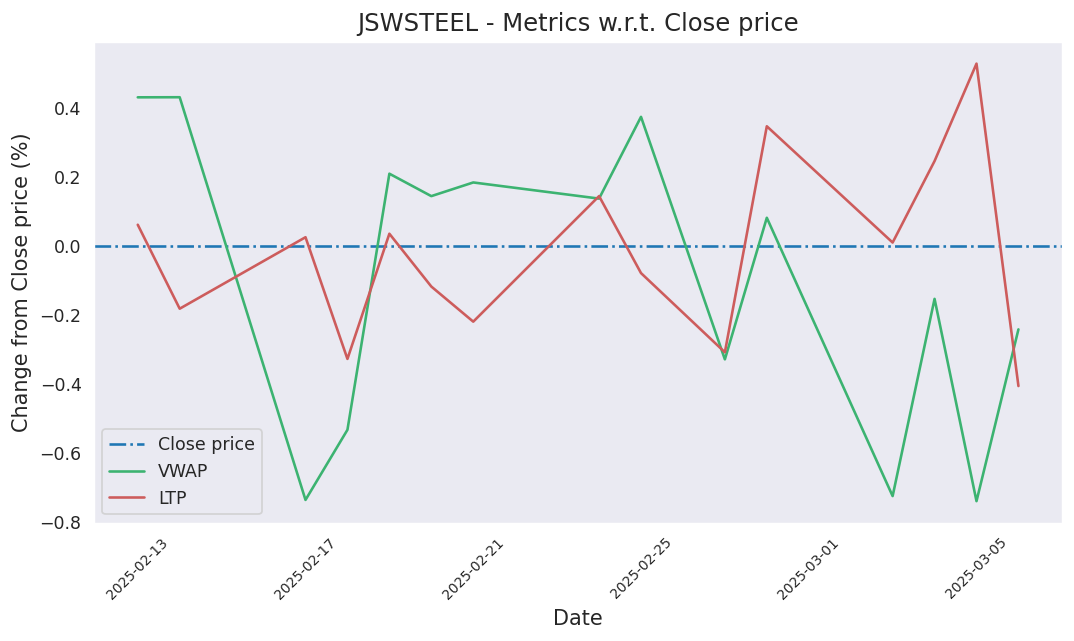 JSWSTEEL - Metrics w.r.t. Close price
Change from Close price (%)
0.4
0.2
0.0
−0.2
−0.4
−0.6
−0.8
Close price
VWAP
LTP
2025-02-13
2025-02-17
2025-02-21
2025-02-25
2025-03-01
2025-03-05
Date